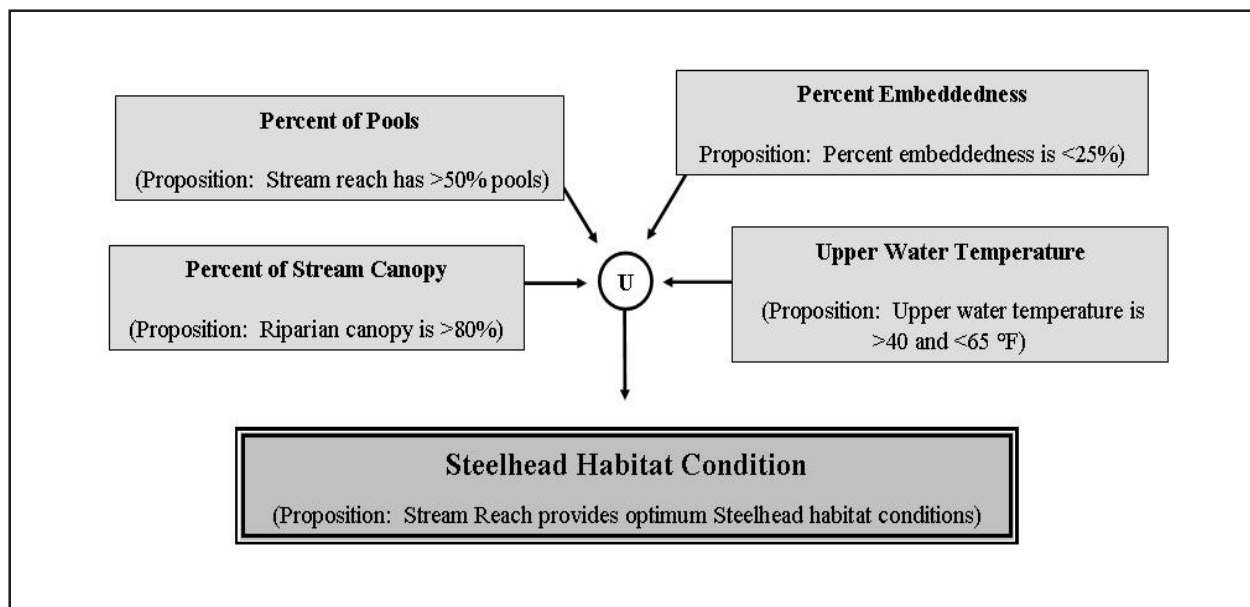 Percent of Pools
(Proposition:  Stream reach has >50% pools)
Percent Embeddedness
Proposition:  Percent embeddedness is <25%)
Percent of Stream Canopy
(Proposition:  Riparian canopy is >80%)
U
Upper Water Temperature
(Proposition:  Upper water temperature is
>40 and <65 °F)
Steelhead Habitat Condition
(Proposition:  Stream Reach provides optimum Steelhead habitat conditions)